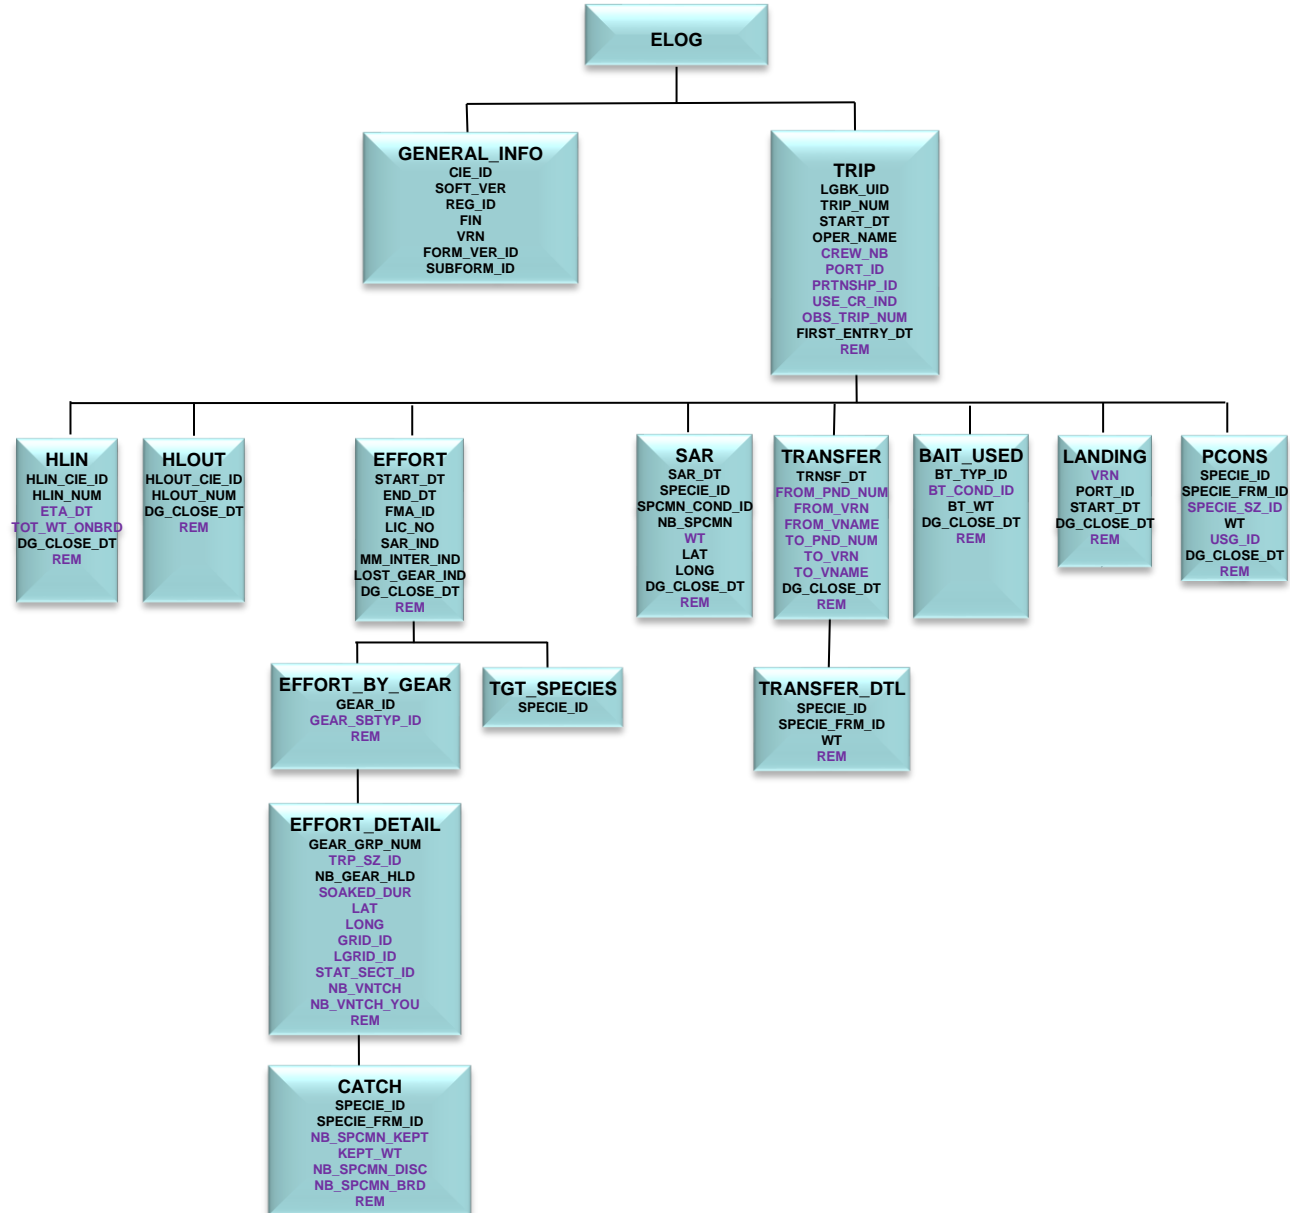 ELOG
GENERAL_INFO
CIE_ID
SOFT_VER
REG_ID
FIN
VRN
FORM_VER_ID
SUBFORM_ID
TRIP
LGBK_UID
TRIP_NUM
START_DT
OPER_NAME
CREW_NB
PORT_ID
PRTNSHP_ID
USE_CR_IND
OBS_TRIP_NUM
FIRST_ENTRY_DT
REM
HLIN
HLIN_CIE_ID
HLIN_NUM
ETA_DT
TOT_WT_ONBRD
DG_CLOSE_DT
REM
HLOUT
HLOUT_CIE_ID
HLOUT_NUM
DG_CLOSE_DT
REM
EFFORT
START_DT
END_DT
FMA_ID
LIC_NO
SAR_IND
MM_INTER_IND
LOST_GEAR_IND
DG_CLOSE_DT
REM
SAR
SAR_DT
SPECIE_ID
SPCMN_COND_ID
NB_SPCMN
WT
LAT
LONG
DG_CLOSE_DT
REM
TRANSFER
TRNSF_DT
FROM_PND_NUM
FROM_VRN
FROM_VNAME
TO_PND_NUM
TO_VRN
TO_VNAME
DG_CLOSE_DT
REM
BAIT_USED
BT_TYP_ID
BT_COND_ID
BT_WT
DG_CLOSE_DT
REM
LANDING
VRN
PORT_ID
START_DT
DG_CLOSE_DT
REM
PCONS
SPECIE_ID
SPECIE_FRM_ID
SPECIE_SZ_ID
WT
USG_ID
DG_CLOSE_DT
REM
EFFORT_BY_GEAR
GEAR_ID
GEAR_SBTYP_ID
REM
TGT_SPECIES
SPECIE_ID
TRANSFER_DTL
SPECIE_ID
SPECIE_FRM_ID
WT
REM
EFFORT_DETAIL
GEAR_GRP_NUM
TRP_SZ_ID
NB_GEAR_HLD
SOAKED_DUR
LAT
LONG
GRID_ID
LGRID_ID
STAT_SECT_ID
NB_VNTCH
NB_VNTCH_YOU
REM
CATCH
SPECIE_ID
SPECIE_FRM_ID
NB_SPCMN_KEPT
KEPT_WT
NB_SPCMN_DISC
NB_SPCMN_BRD
REM